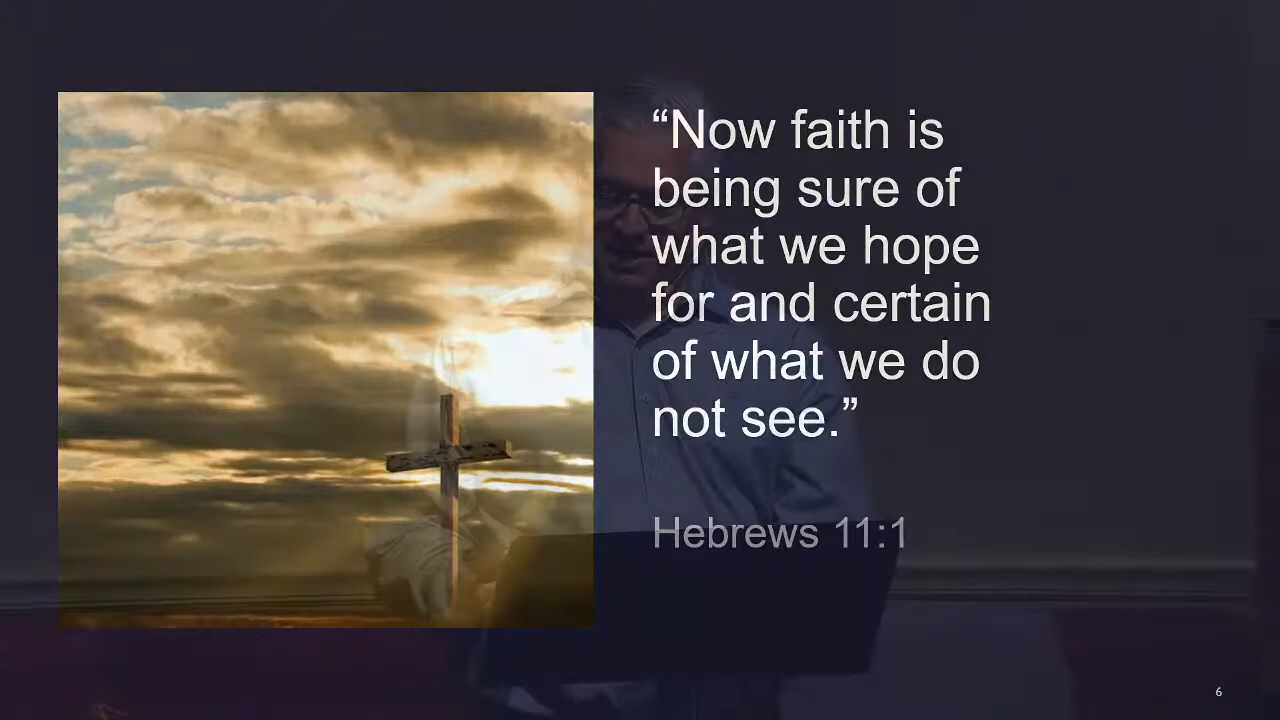 “Now faith is
being sure of
what we hope
for and certain
of what we do
not see.”
Hebrews 11:1
6